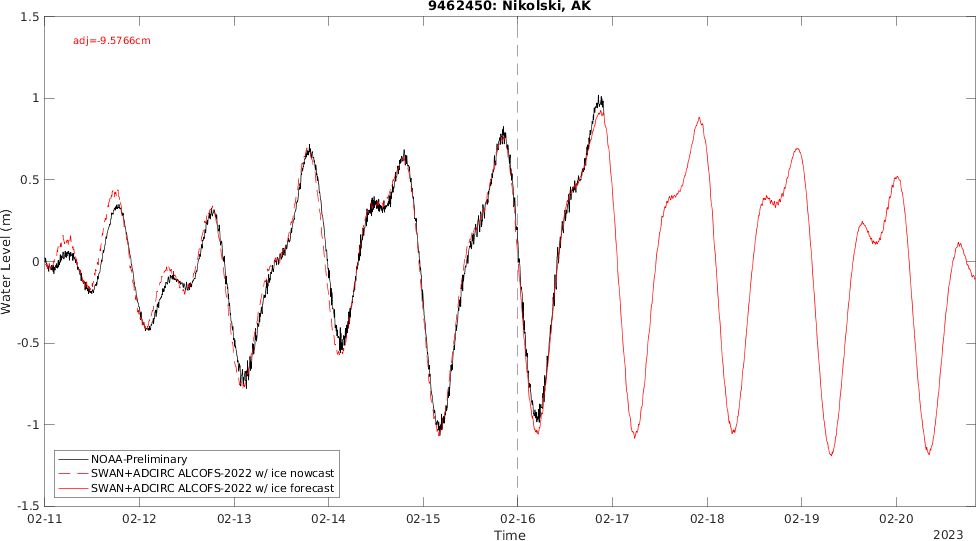 9462450: Nikolski, AK
adj=-9.5766cm
1.5
1
0.5
0
-0.5
-1
-1.5
Water Level (m)
NOAA-Preliminary
SWAN+ADCIRC ALCOFS-2022 w/ ice nowcast
SWAN+ADCIRC ALCOFS-2022 w/ ice forecast
02-11 02-12 02-13 02-14 02-15 02-16 02-17 02-18 02-19 02-20
Time
2023